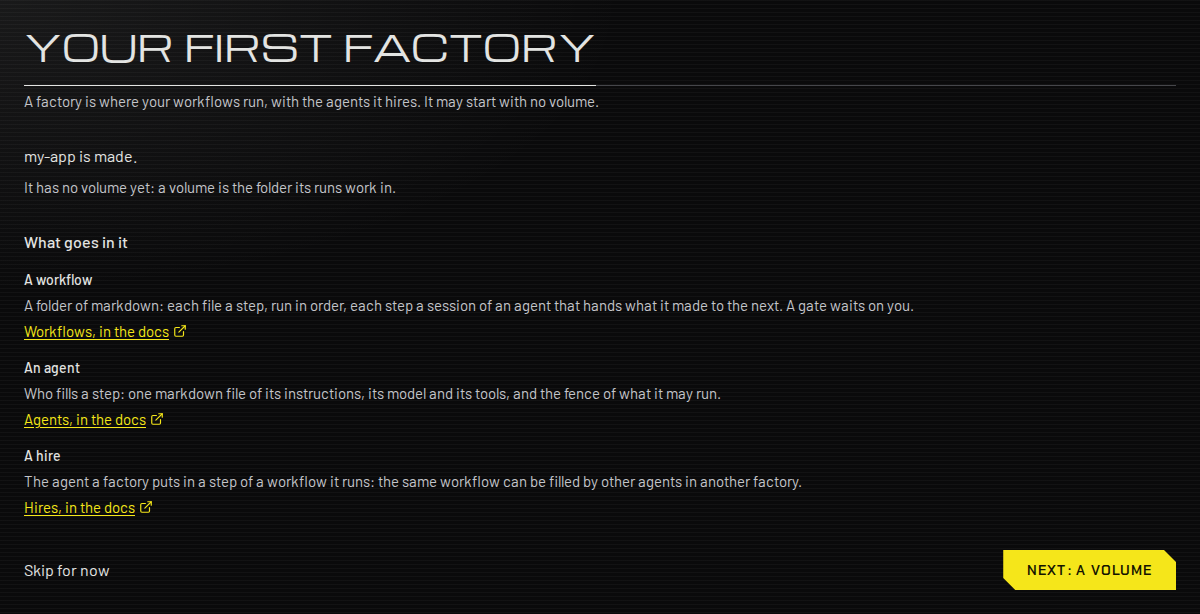 YOUR FIRST FACTORY
A factory is where your workflows run, with the agents it hires. It may start with no volume.
my-app is made.
It has no volume yet: a volume is the folder its runs work in.
What goes in it
A workflow
A folder of markdown: each file a step, run in order, each step a session of an agent that hands what it made to the next. A gate waits on you.
Workflows, in the docs
An agent
Who fills a step: one markdown file of its instructions, its model and its tools, and the fence of what it may run.
Agents, in the docs
A hire
The agent a factory puts in a step of a workflow it runs: the same workflow can be filled by other agents in another factory.
Hires, in the docs
Skip for now
NEXT: A VOLUME